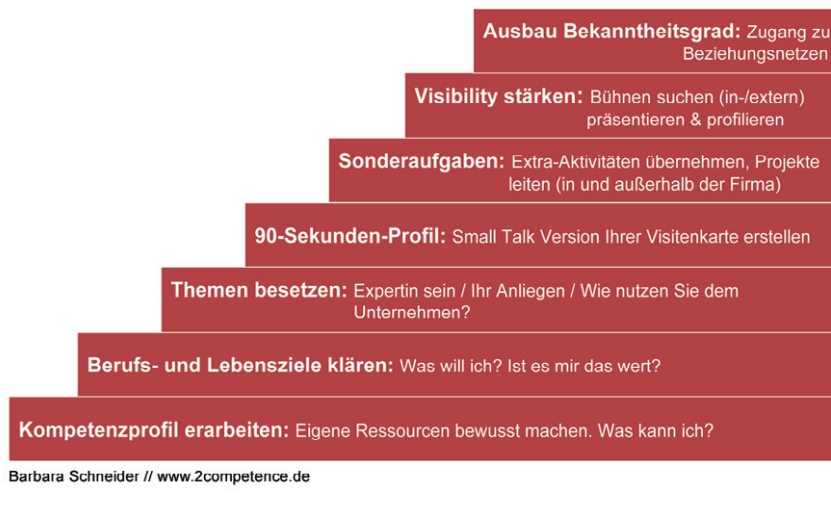 Ausbau Bekanntheitsgrad: Zugang zu
Beziehungsnetzen
Visibility stärken: Bühnen suchen (in-/extern)
präsentieren & profilieren
Sonderaufgaben: Extra-Aktivitäten übernehmen, Projekte
leiten (in und außerhalb der Firma)
90-Sekunden-Profil: Small Talk Version Ihrer Visitenkarte erstellen
Themen besetzen: Expertin sein / Ihr Anliegen / Wie nutzen Sie dem
Unternehmen?
Berufs- und Lebensziele klären: Was will ich? Ist es mir das wert?
Kompetenzprofil erarbeiten: Eigene Ressourcen bewusst machen. Was kann ich?
Barbara Schneider // www.2competence.de